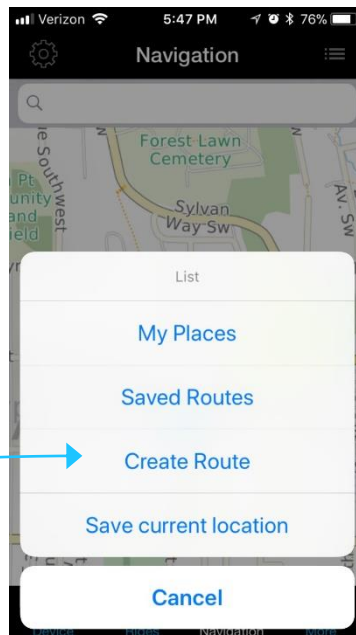 Verizon 5:47 PM 76%
Navigation
Forest Lawn
Cemetery
Sylvan
Way Sw
Av. Sw
e Southwest
Pt
unity
and
ield
List
My Places
Saved Routes
Create Route
Save current location
Cancel
Device Rides Navigation More